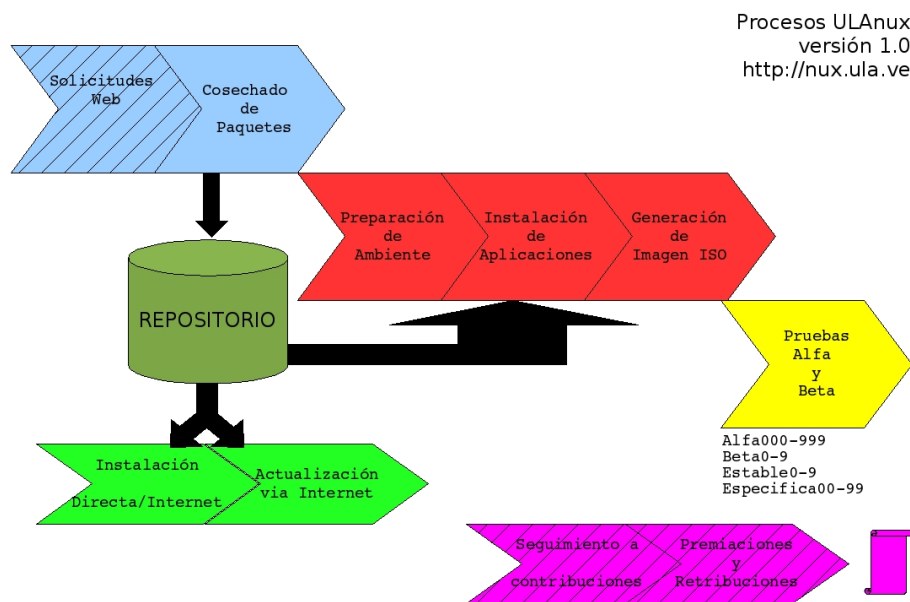 Procesos ULAnux
versión 1.0
http://nux.ula.ve
Solicitudes
Web
Cosechado
de
Paquetes
Preparación
de
Ambiente
Instalación
de
Aplicaciones
Generación
de
Imagen ISO
REPOSITORIO
Pruebas
Alfa
y
Beta
Alfa000-999
Beta0-9
Estable0-9
Especifica00-99
Instalación
Directa/Internet
Actualización
via Internet
Seguimiento a
contribuciones
Premiaciones
y
Retribuciones